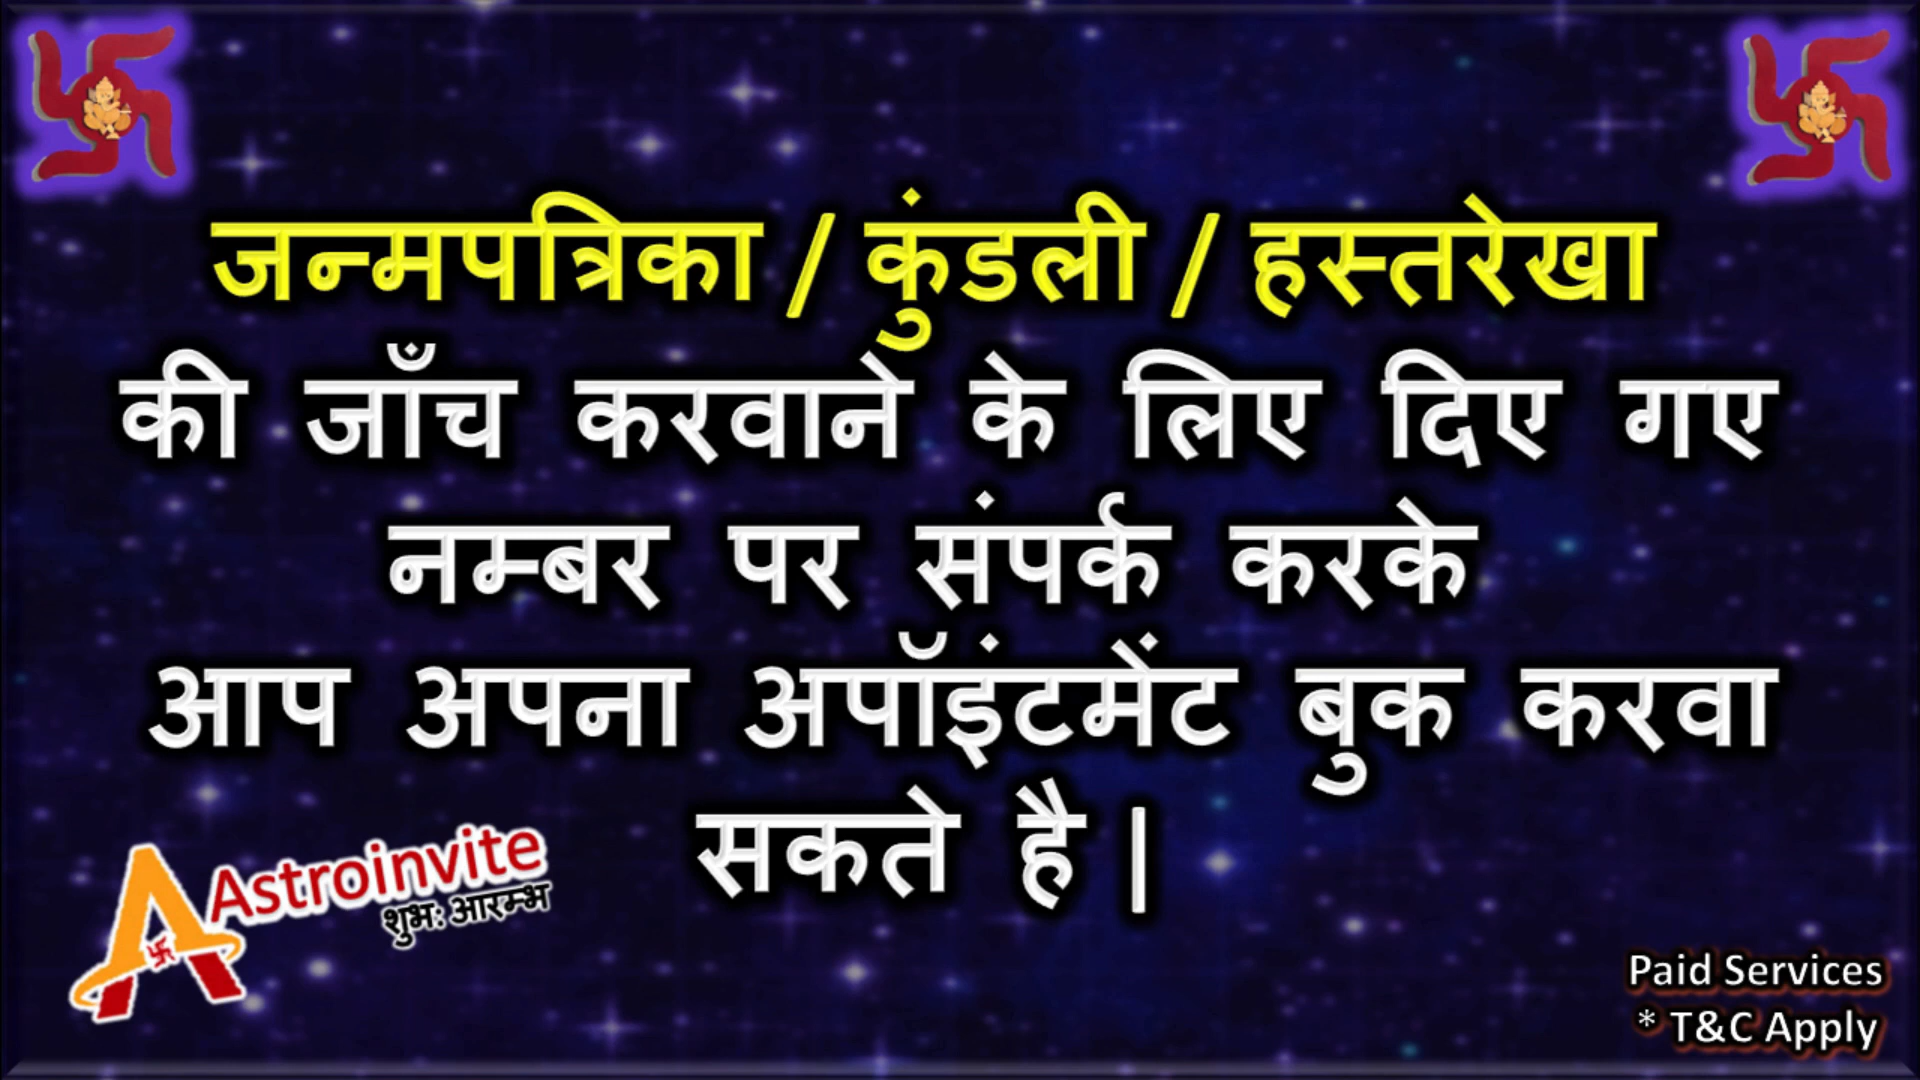 जन्मपत्रिका / कुंडली / हस्तरेखा
की जाँच करवाने के लिए दिए गए
नम्बर पर संपर्क करके
आप अपना अपॉइंटमेंट बुक करवा
सकते है |
Astroinvite
शुभः आरम्भ
Paid Services
* T&C Apply